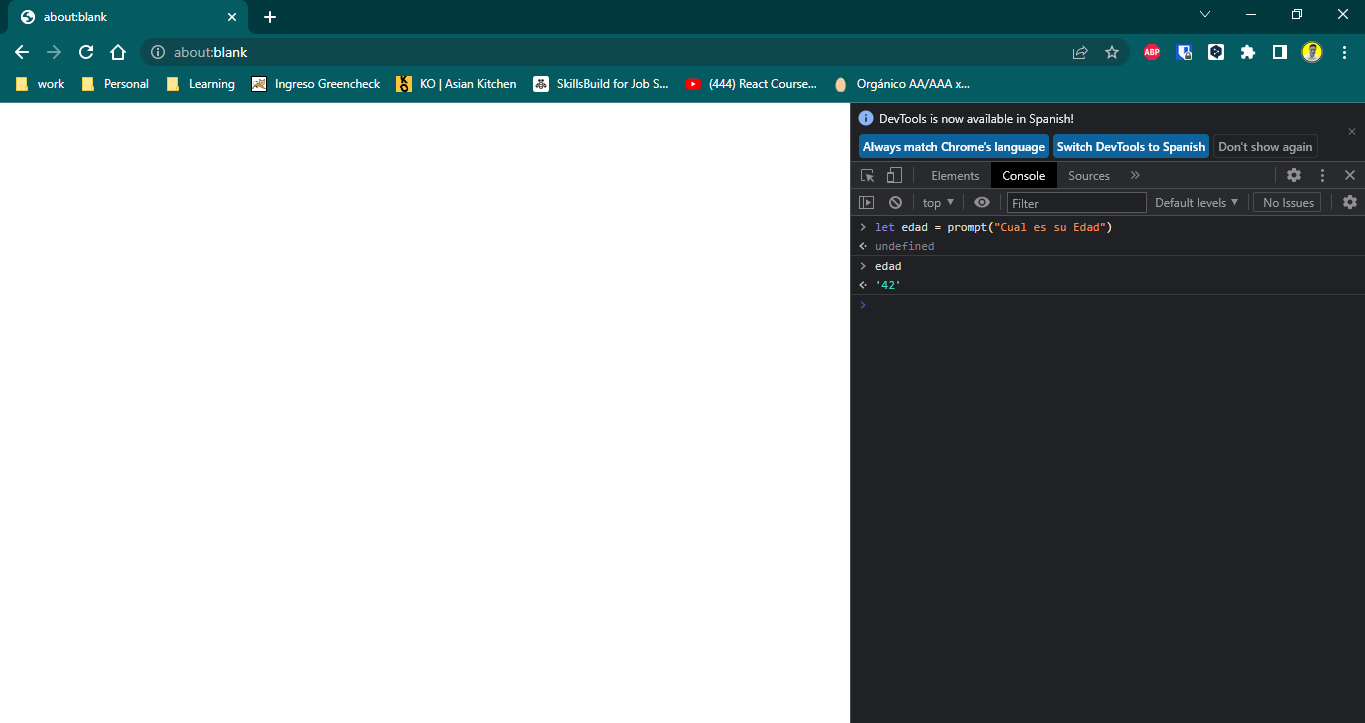 about:blank
about:blank
work Personal Learning Ingreso Greencheck KO | Asian Kitchen SkillsBuild for Job S... (444) React Course... Orgánico AA/AAA x...
ABP
DevTools is now available in Spanish!
Always match Chrome's language Switch DevTools to Spanish Don't show again
Elements Console Sources
top Filter Default levels No Issues
let edad = prompt("Cual es su Edad")
undefined
edad
'42'